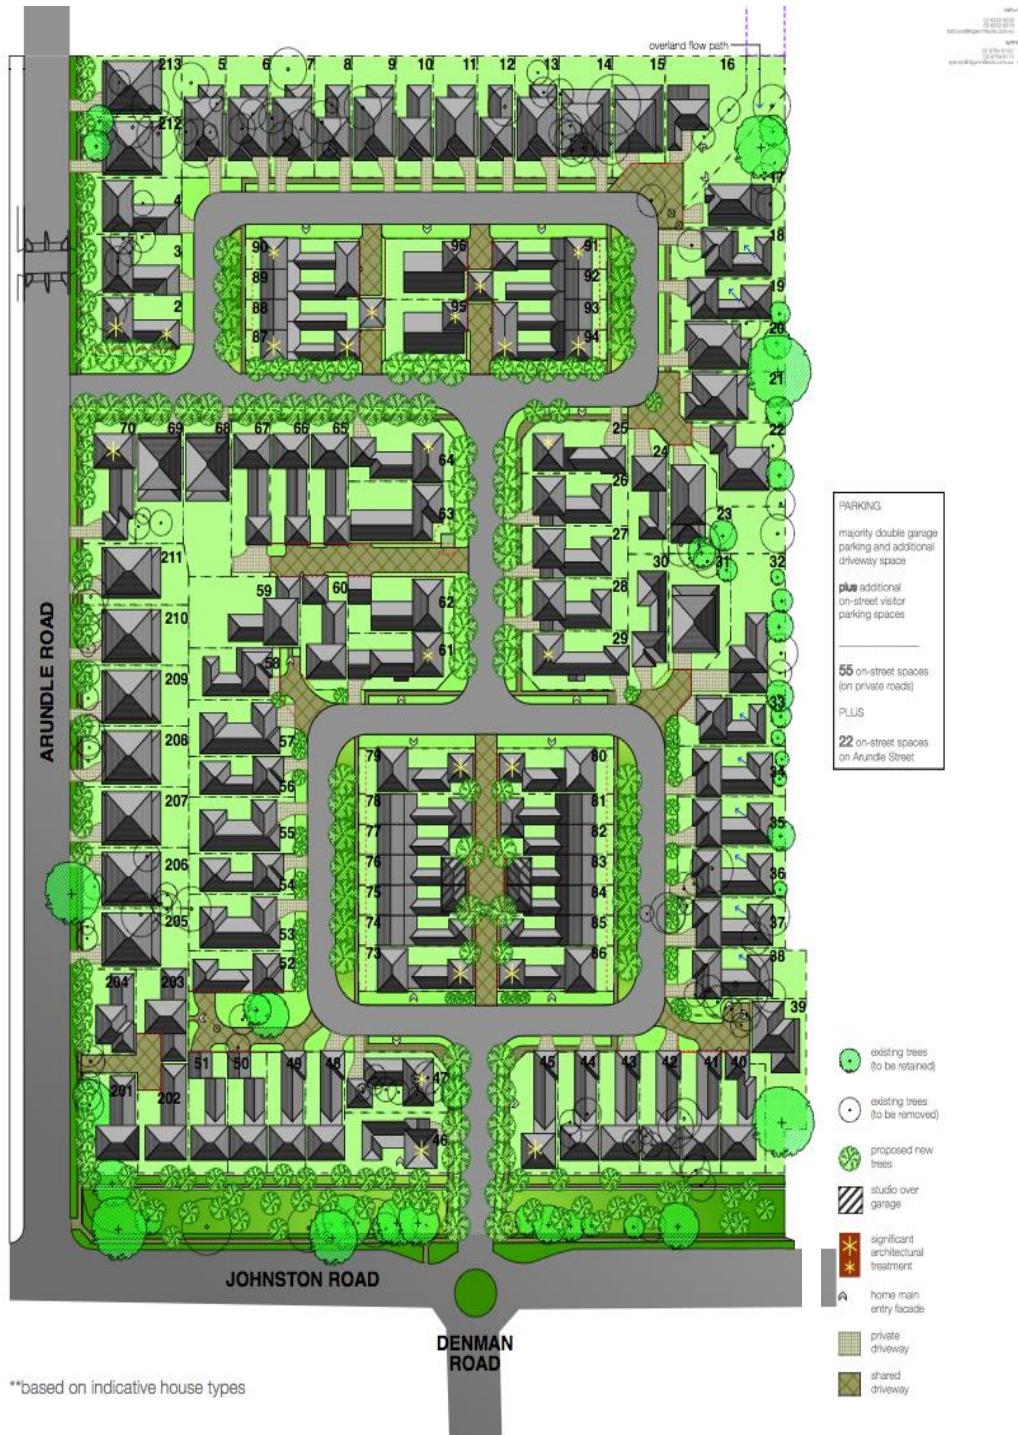 overland flow path
213 5 6 7 8 9 10 11 12 13 14 15 16
212
17
4
18
3
90 96 91
89 92
19
2
88 95 93
20
87 94
21
70 69 68 67 66 65
25
22
64
24
26
63
23
27
211
30 31 32
59 60
28
210
62
61
29
58
209
33
57
208
79 80
56
34
78 81
207
77 82
55
35
206
76 83
54
36
75 84
205
74 85
53
37
73 86
52
38
204 203
39
51 50 49 48
45 44 43 42 41 40
47
201
202
46
ARUNDLE ROAD
JOHNSTON ROAD
DENMAN
ROAD
**based on indicative house types
PARKING
majority double garage
parking and additional
driveway space
plus additional
on-street visitor
parking spaces
55 on-street spaces
(on private roads)
PLUS
22 on-street spaces
on Arundle Street
existing trees
(to be retained)
existing trees
(to be removed)
proposed new
trees
studio over
garage
significant
architectural
treatment
home main
entry facade
private
driveway
shared
driveway